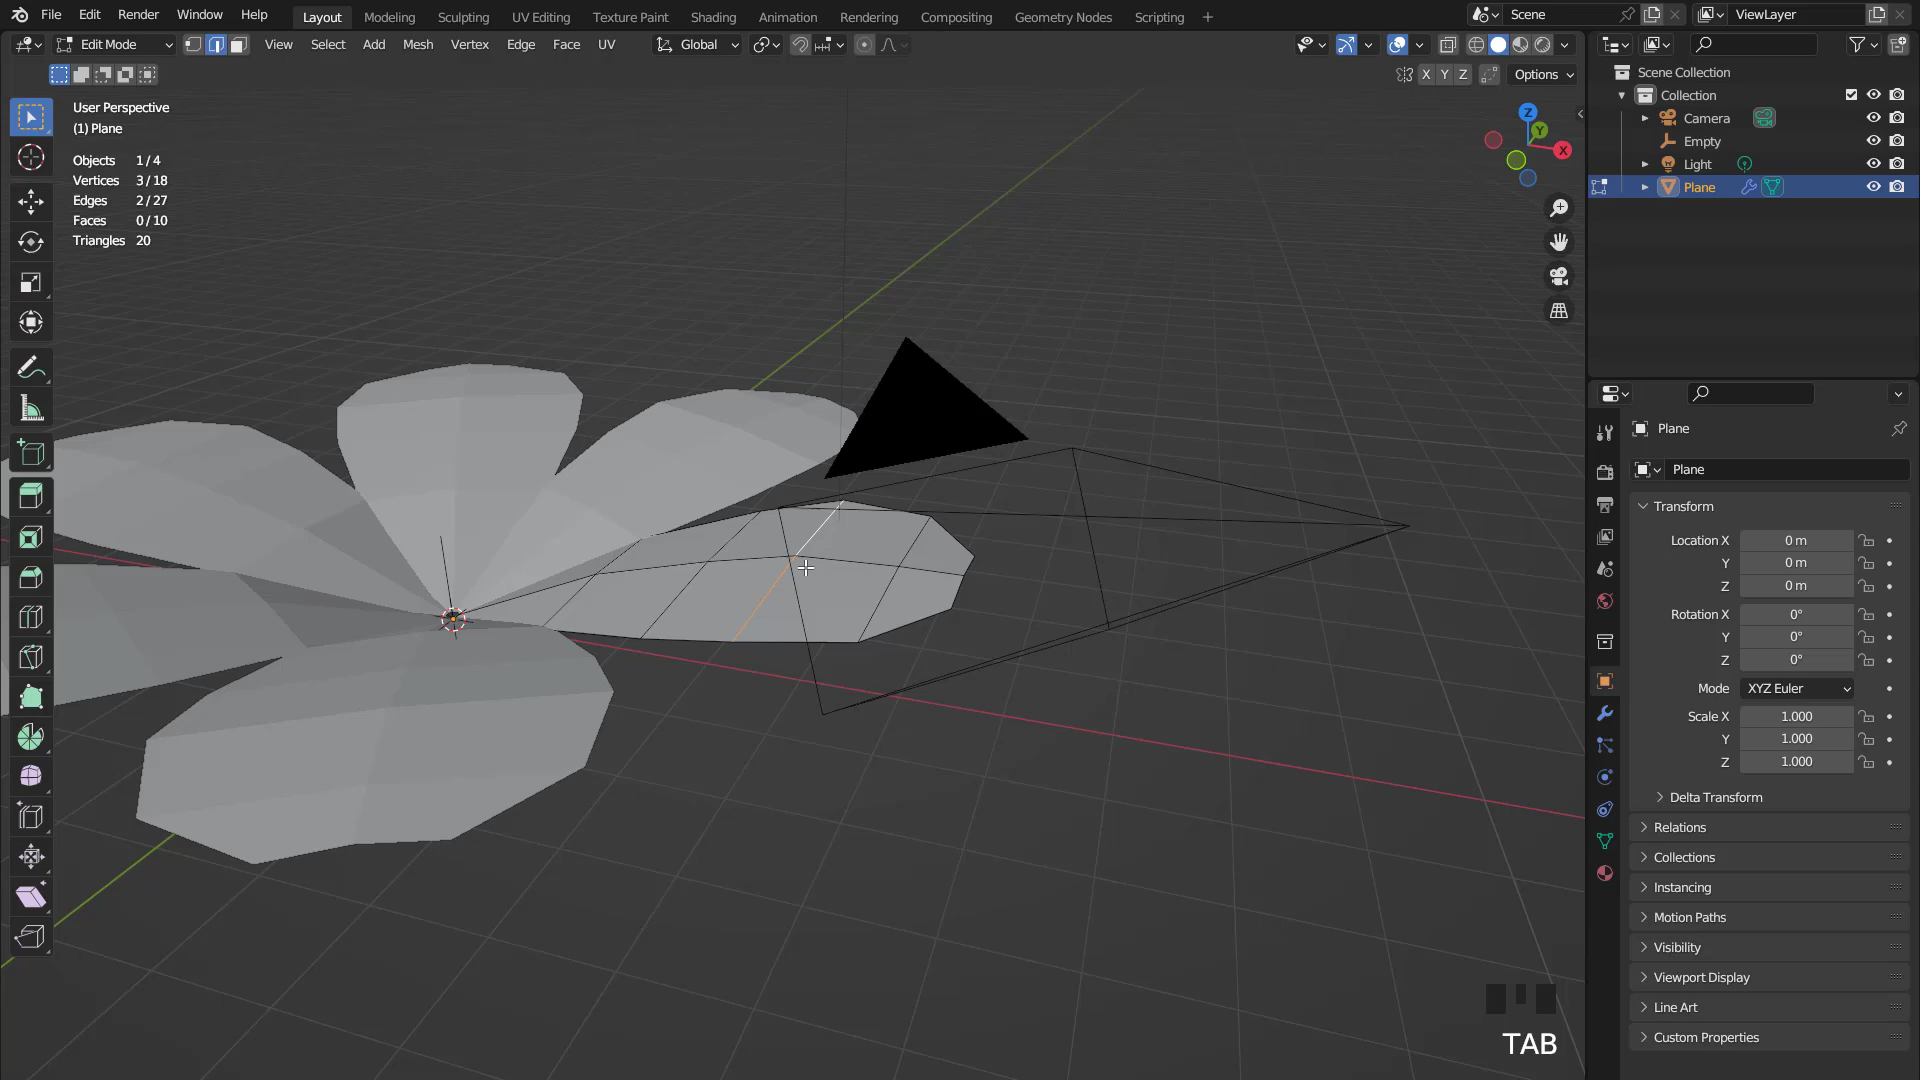 File Edit Render Window Help Layout Modeling Sculpting UV Editing Texture Paint Shading Animation Rendering Compositing Geometry Nodes Scripting + Scene ViewLayer
Edit Mode View Select Add Mesh Vertex Edge Face UV Global
X Y Z Options
User Perspective
(1) Plane
Objects 1 / 4
Vertices 3 / 18
Edges 2 / 27
Faces 0 / 10
Triangles 20
Z
Y
X
TAB
Scene Collection
Collection
Camera
Empty
Light
Plane
Plane
Plane
Transform
Location X 0 m
Y 0 m
Z 0 m
Rotation X 0°
Y 0°
Z 0°
Mode XYZ Euler
Scale X 1.000
Y 1.000
Z 1.000
Delta Transform
Relations
Collections
Instancing
Motion Paths
Visibility
Viewport Display
Line Art
Custom Properties